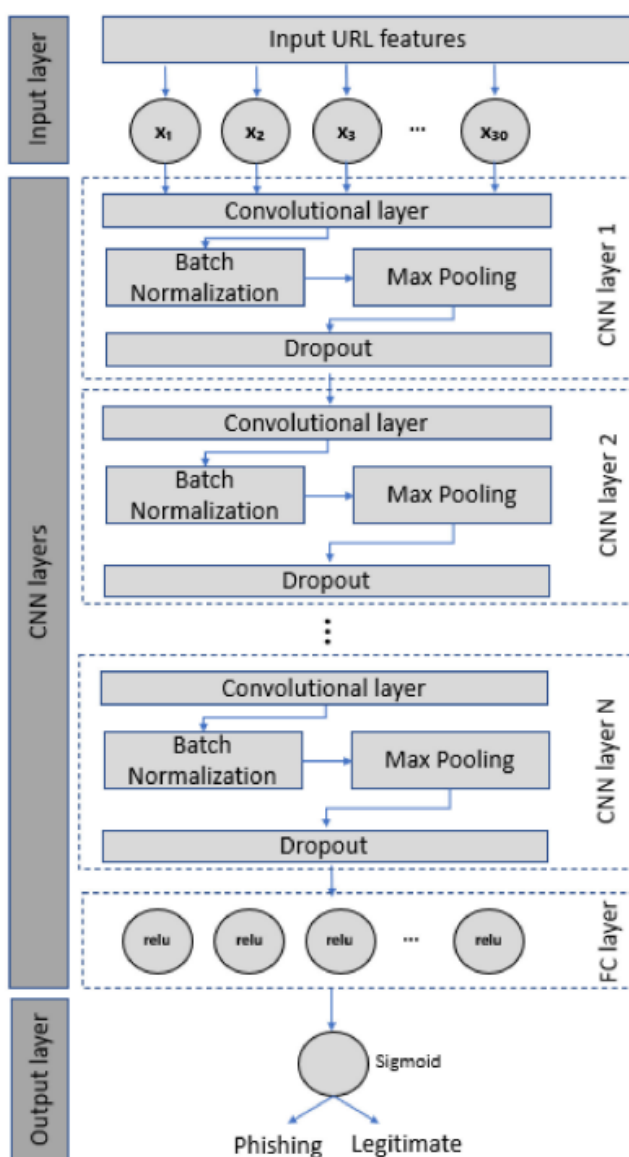 Input layer
Input URL features
x₁ x₂ x₃ ... x₃₀
CNN layers
CNN layer 1
Convolutional layer
Batch
Normalization
Max Pooling
Dropout
CNN layer 2
Convolutional layer
Batch
Normalization
Max Pooling
Dropout
...
CNN layer N
Convolutional layer
Batch
Normalization
Max Pooling
Dropout
FC layer
relu relu relu ... relu
Output layer
Sigmoid
Phishing Legitimate